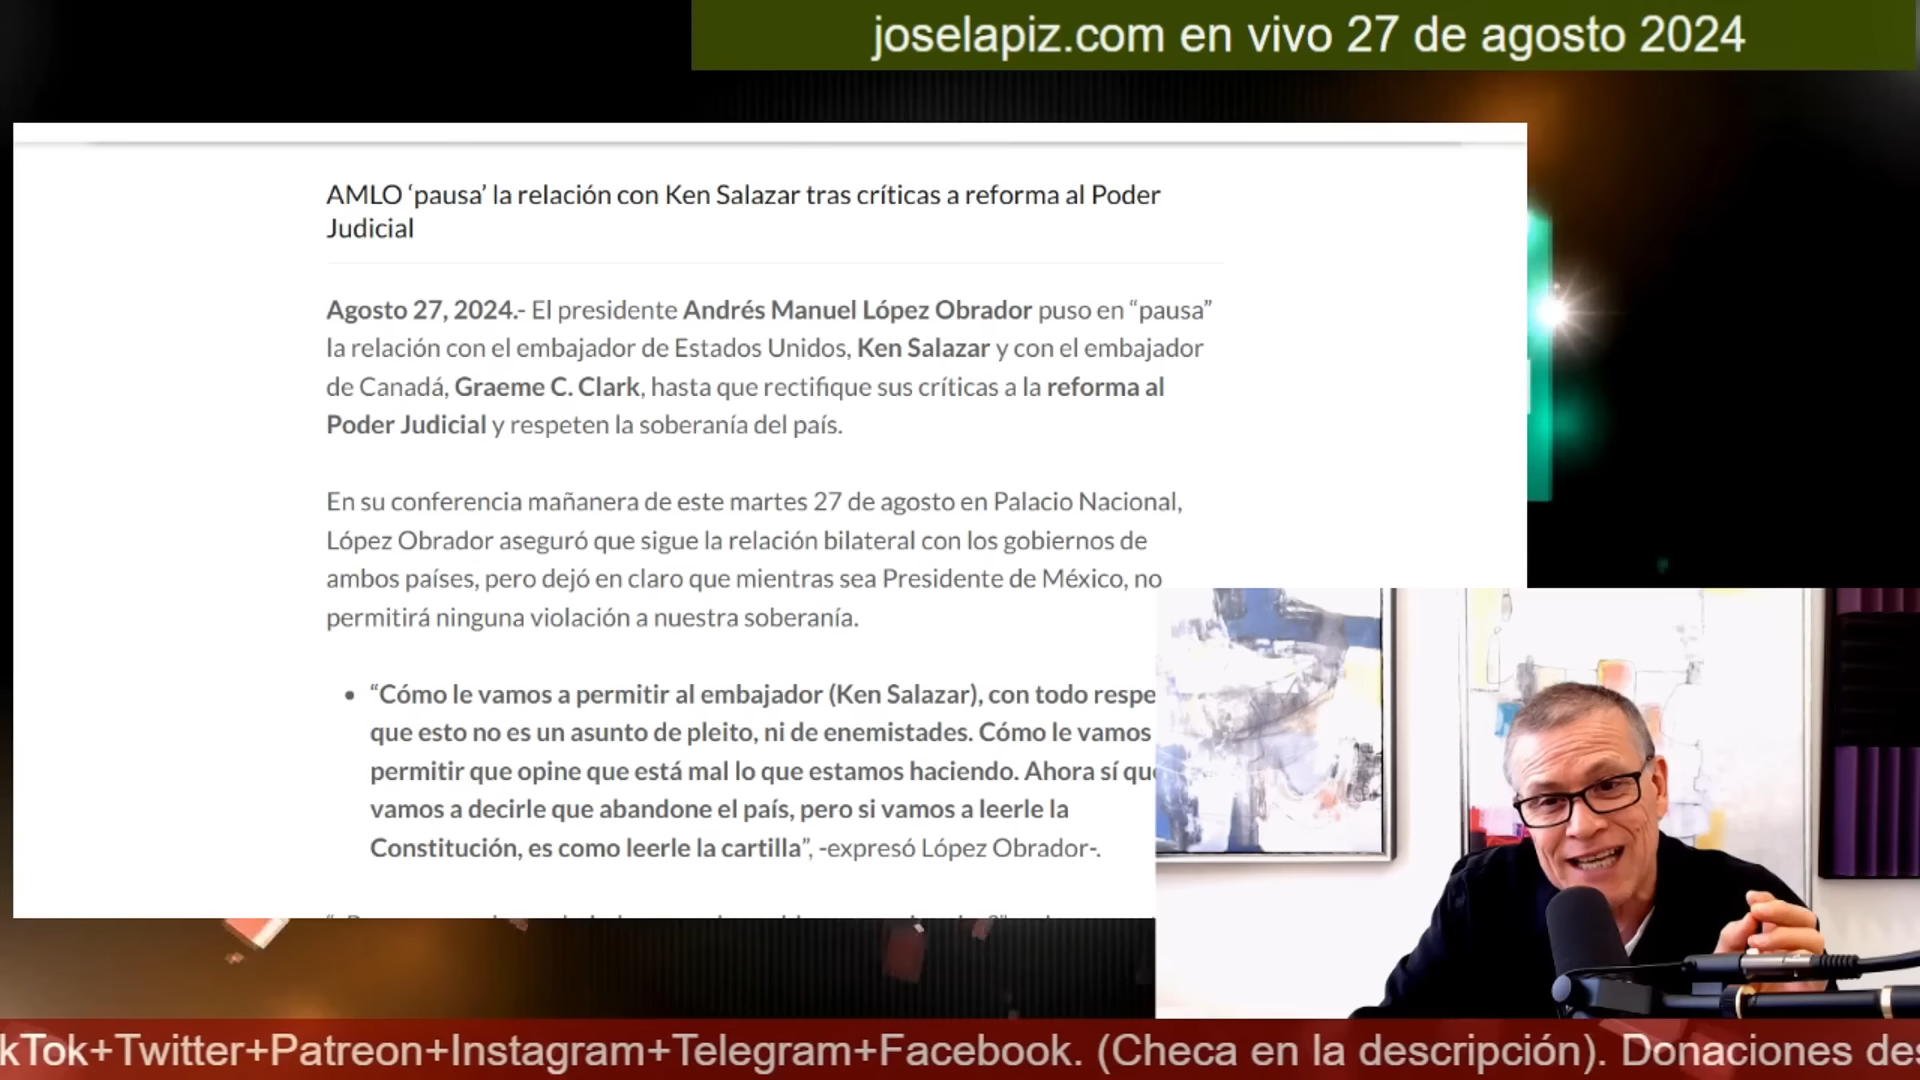 joselapiz.com en vivo 27 de agosto 2024
AMLO ‘pausa’ la relación con Ken Salazar tras críticas a reforma al Poder
Judicial
Agosto 27, 2024.- El presidente Andrés Manuel López Obrador puso en “pausa”
la relación con el embajador de Estados Unidos, Ken Salazar y con el embajador
de Canadá, Graeme C. Clark, hasta que rectifique sus críticas a la reforma al
Poder Judicial y respeten la soberanía del país.
En su conferencia mañanera de este martes 27 de agosto en Palacio Nacional,
López Obrador aseguró que sigue la relación bilateral con los gobiernos de
ambos países, pero dejó en claro que mientras sea Presidente de México, no
permitirá ninguna violación a nuestra soberanía.
• “Cómo le vamos a permitir al embajador (Ken Salazar), con todo respe
que esto no es un asunto de pleito, ni de enemistades. Cómo le vamos
permitir que opine que está mal lo que estamos haciendo. Ahora sí que
vamos a decirle que abandone el país, pero si vamos a leerle la
Constitución, es como leerle la cartilla”, -expresó López Obrador-.
kTok+Twitter+Patreon+Instagram+Telegram+Facebook. (Checa en la descripción). Donaciones des